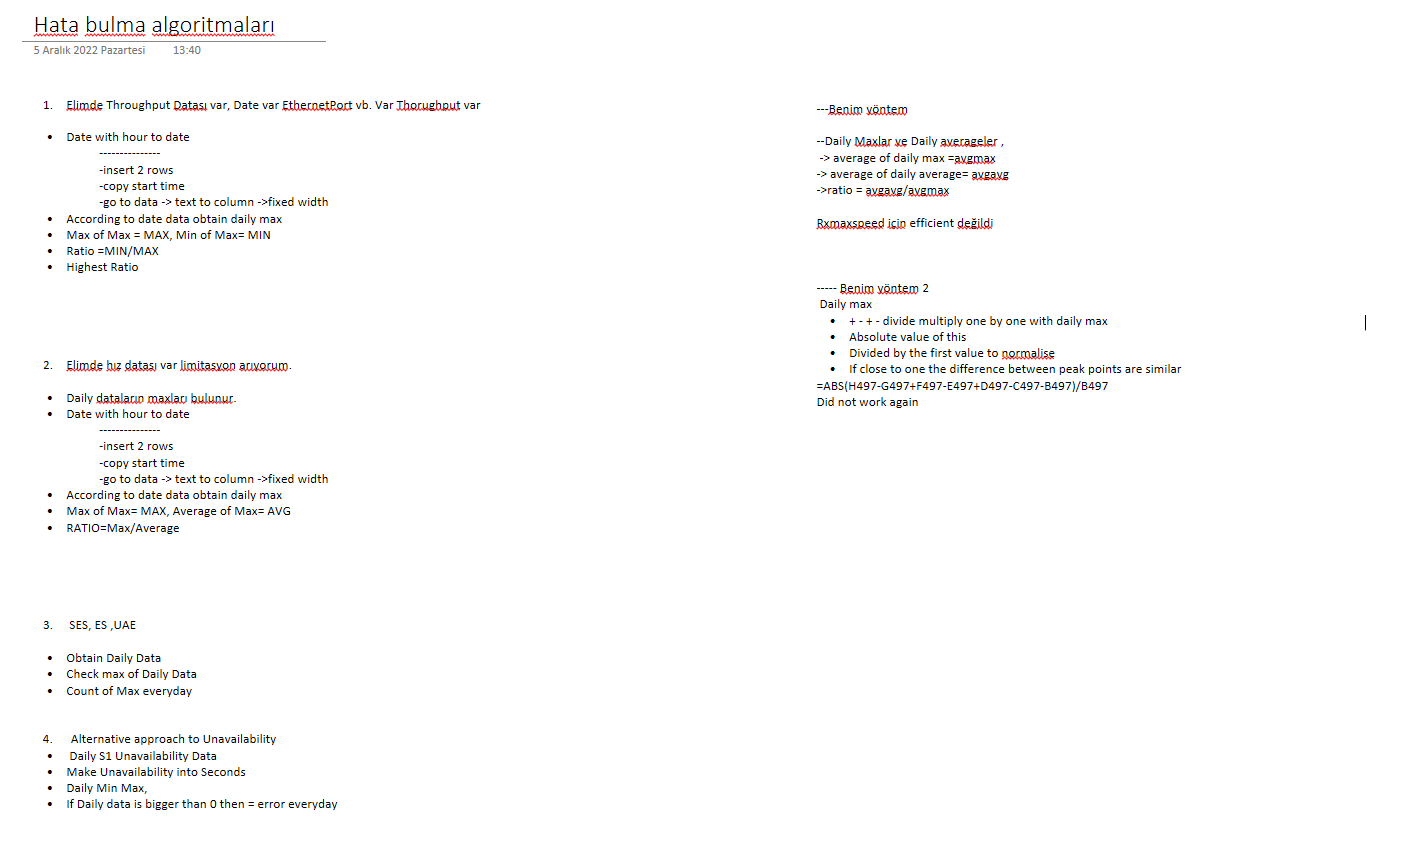 Hata bulma algoritmaları
5 Aralık 2022 Pazartesi 13:40
1. Elimde Throughput Datası var, Date var EthernetPort vb. Var Thorughput var
• Date with hour to date
---------------
-insert 2 rows
-copy start time
-go to data -> text to column ->fixed width
• According to date data obtain daily max
• Max of Max = MAX, Min of Max= MIN
• Ratio =MIN/MAX
• Highest Ratio
2. Elimde hız datası var limitasyon arıyorum.
• Daily dataların maxları bulunur.
• Date with hour to date
---------------
-insert 2 rows
-copy start time
-go to data -> text to column ->fixed width
• According to date data obtain daily max
• Max of Max= MAX, Average of Max= AVG
• RATIO=Max/Average
3. SES, ES ,UAE
• Obtain Daily Data
• Check max of Daily Data
• Count of Max everyday
4. Alternative approach to Unavailability
• Daily S1 Unavailability Data
• Make Unavailability into Seconds
• Daily Min Max,
• If Daily data is bigger than 0 then = error everyday
---Benim yöntem
--Daily Maxlar ve Daily averageler ,
-> average of daily max =avgmax
-> average of daily average= avgavg
->ratio = avgavg/avgmax
Rxmaxspeed için efficient değildi
----- Benim yöntem 2
Daily max
• + - + - divide multiply one by one with daily max
• Absolute value of this
• Divided by the first value to normalise
• If close to one the difference between peak points are similar
=ABS(H497-G497+F497-E497+D497-C497-B497)/B497
Did not work again